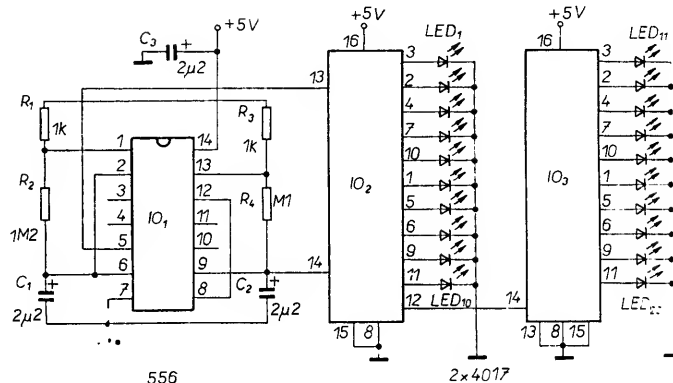 +5V
C3
+
2µ2
R1
1k
R3
1k
1
14
2
13
3
12
4
11
5
10
6
9
7
8
IO1
R2
1M2
R4
M1
C1
+
2µ2
C2
+
2µ2
556
+5V
16
13
14
IO2
3
2
4
7
10
1
5
6
9
11
12
15
8
LED1
LED10
2×4017
+5V
16
14
IO3
3
2
4
7
10
1
5
6
9
11
13
8
15
LED11